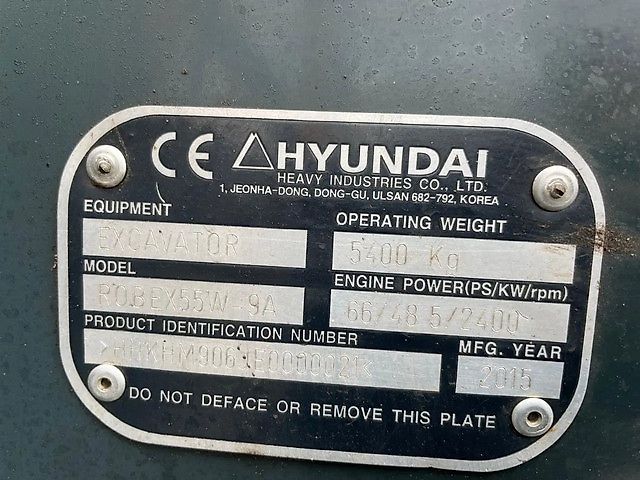 CE HYUNDAI
HEAVY INDUSTRIES CO., LTD.
1, JEONHA-DONG, DONG-GU, ULSAN 682-792, KOREA
EQUIPMENT
EXCAVATOR
OPERATING WEIGHT
5400 Kg
MODEL
ROBEX55W-9A
ENGINE POWER(PS/KW/rpm)
66/48.5/2400
PRODUCT IDENTIFICATION NUMBER
MFG. YEAR
2015
DO NOT DEFACE OR REMOVE THIS PLATE